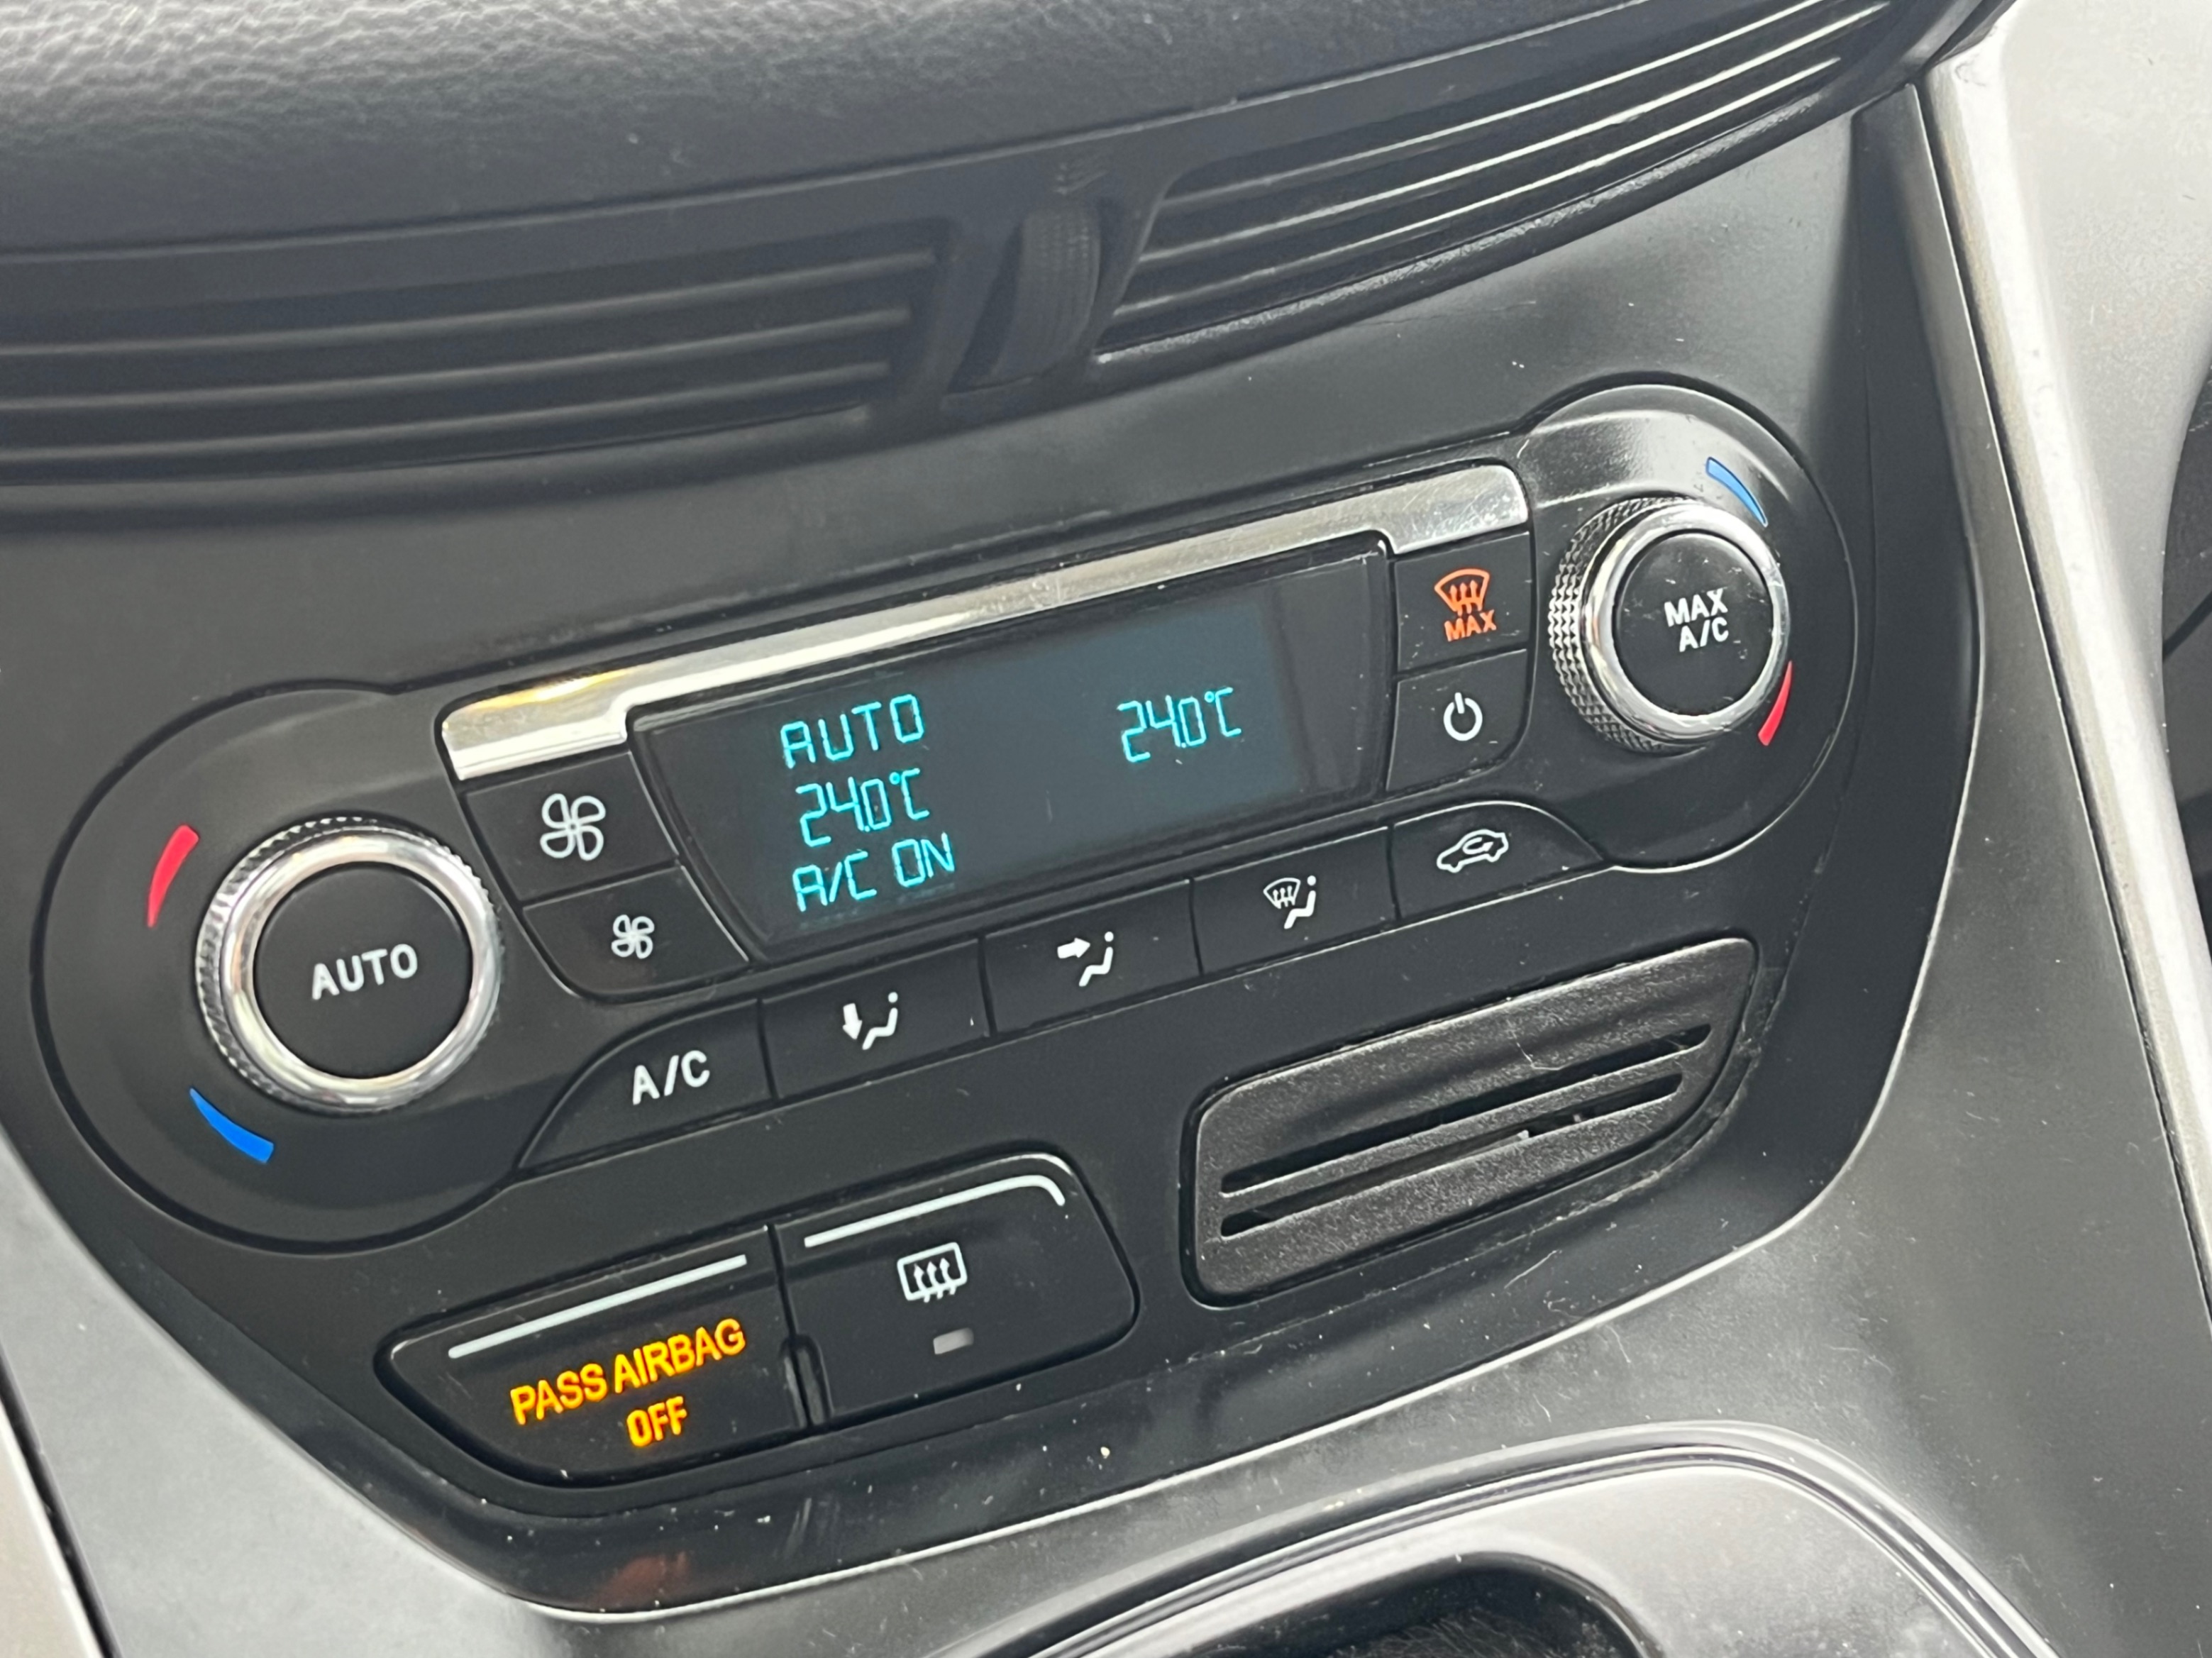 MAX
MAX
A/C
AUTO
24.0°C
24.0°C
A/C ON
AUTO
A/C
PASS AIRBAG
OFF